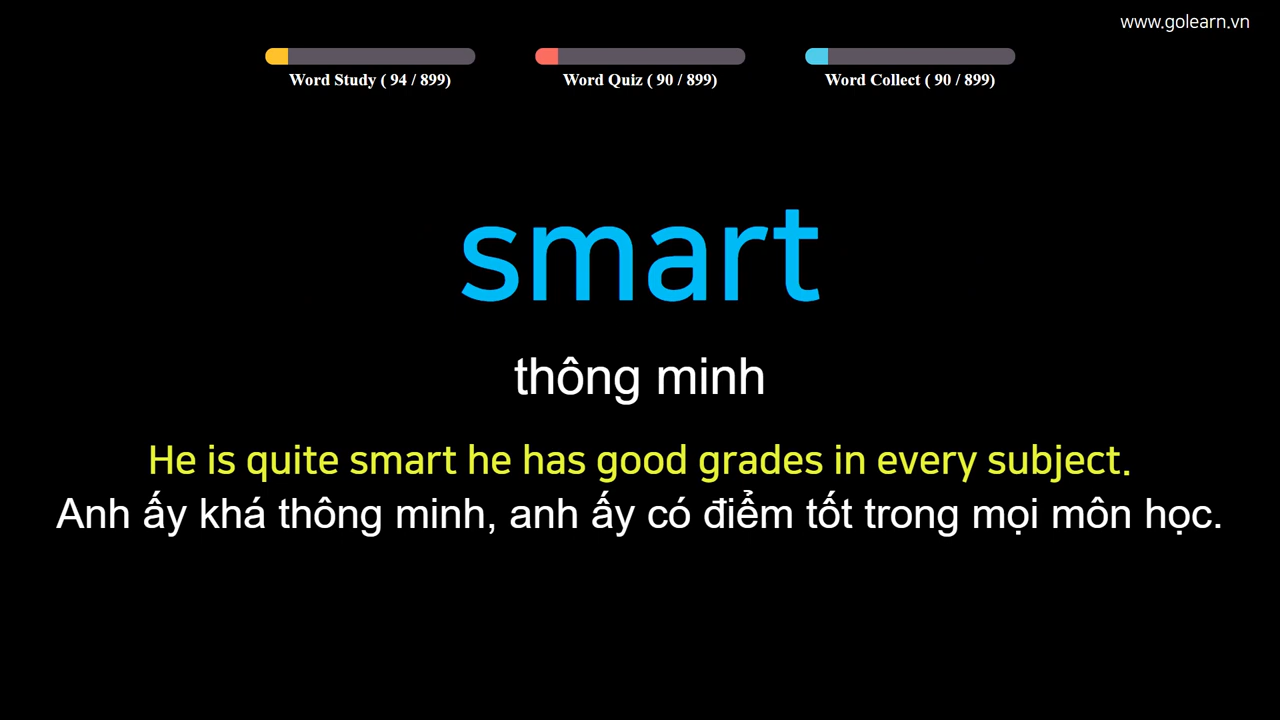 www.golearn.vn
Word Study ( 94 / 899)
Word Quiz ( 90 / 899)
Word Collect ( 90 / 899)
smart
thông minh
He is quite smart he has good grades in every subject.
Anh ấy khá thông minh, anh ấy có điểm tốt trong mọi môn học.